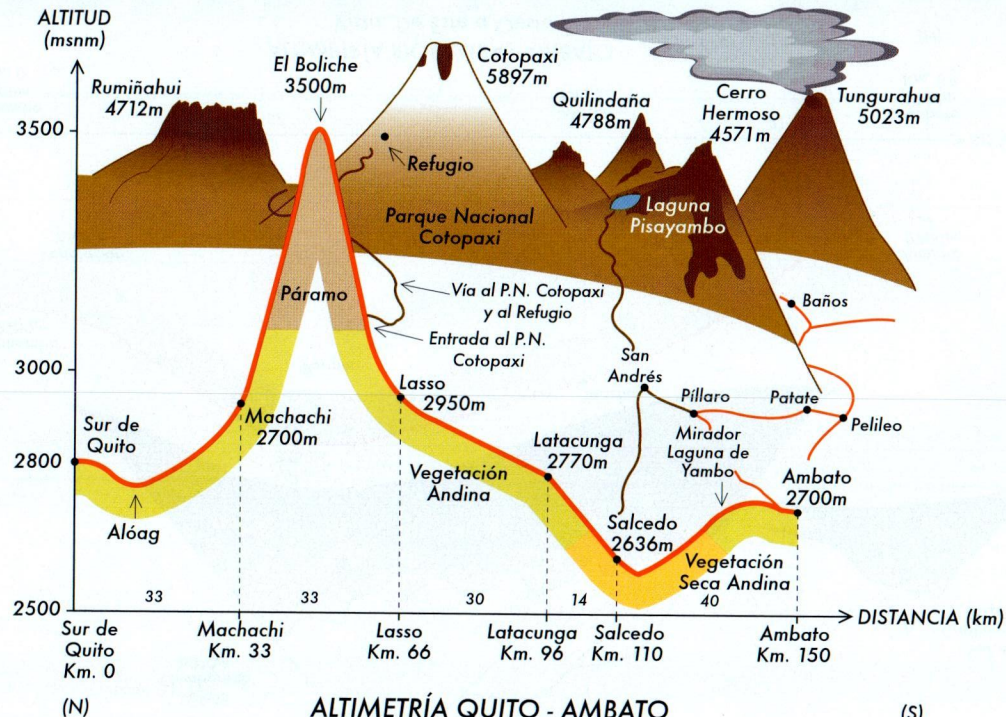 ALTITUD
(msnm)
3500
3000
2800
2500
Rumiñahui
4712m
El Boliche
3500m
Cotopaxi
5897m
Quilindaña
4788m
Cerro
Hermoso
4571m
Tungurahua
5023m
Refugio
Parque Nacional
Cotopaxi
Laguna
Pisayambo
Páramo
Vía al P.N. Cotopaxi
y al Refugio
Entrada al P.N.
Cotopaxi
Baños
San
Andrés
Píllaro
Patate
Pelileo
Sur de
Quito
Alóag
Machachi
2700m
Lasso
2950m
Vegetación
Andina
Latacunga
2770m
Mirador
Laguna de
Yambo
Ambato
2700m
Salcedo
2636m
Vegetación
Seca Andina
33
33
30
14
40
DISTANCIA (km)
Sur de
Quito
Km. 0
Machachi
Km. 33
Lasso
Km. 66
Latacunga
Km. 96
Salcedo
Km. 110
Ambato
Km. 150
(N)
ALTIMETRÍA QUITO - AMBATO
(S)